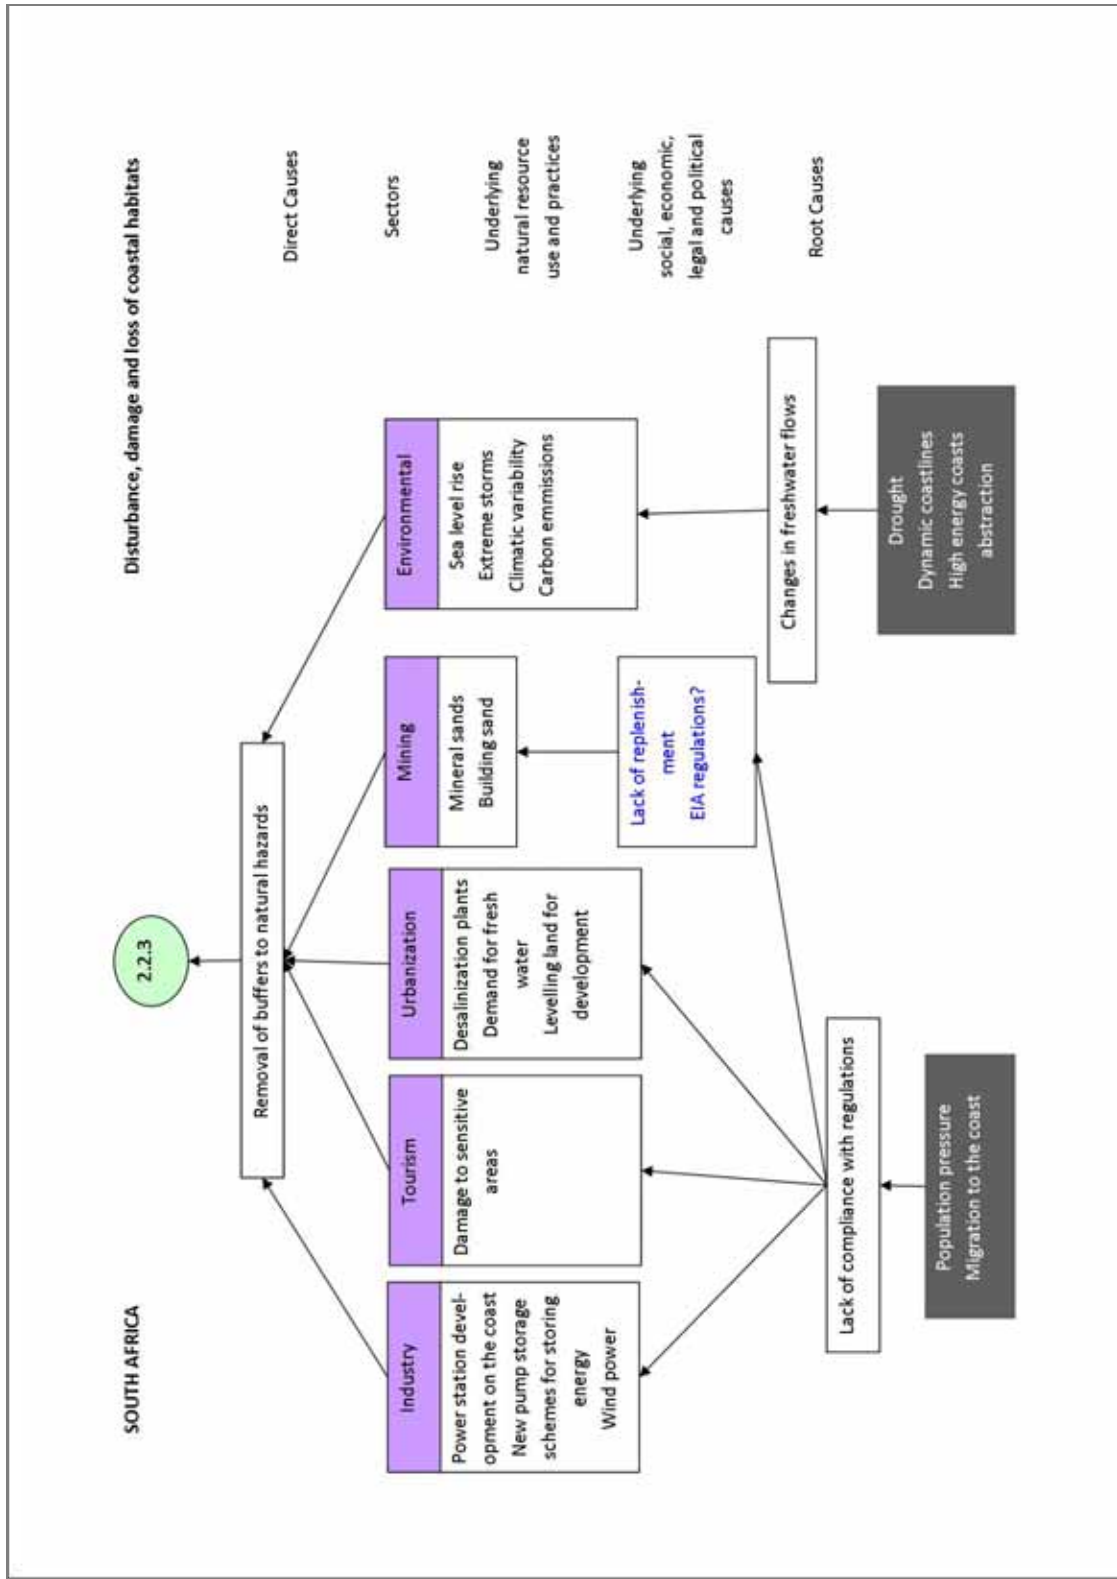 SOUTH AFRICA
Disturbance, damage and loss of coastal habitats
2.2.3
Removal of buffers to natural hazards
Direct Causes
Industry
Tourism
Urbanization
Mining
Environmental
Sectors
Power station devel-
opment on the coast
New pump storage
schemes for storing
energy
Wind power
Damage to sensitive
areas
Desalinization plants
Demand for fresh
water
Levelling land for
development
Mineral sands
Building sand
Sea level rise
Extreme storms
Climatic variability
Carbon emmissions
Underlying
natural resource
use and practices
Lack of replenish-
ment
EIA regulations?
Underlying
social, economic,
legal and political
causes
Lack of compliance with regulations
Changes in freshwater flows
Root Causes
Population pressure
Migration to the coast
Drought
Dynamic coastlines
High energy coasts
abstraction